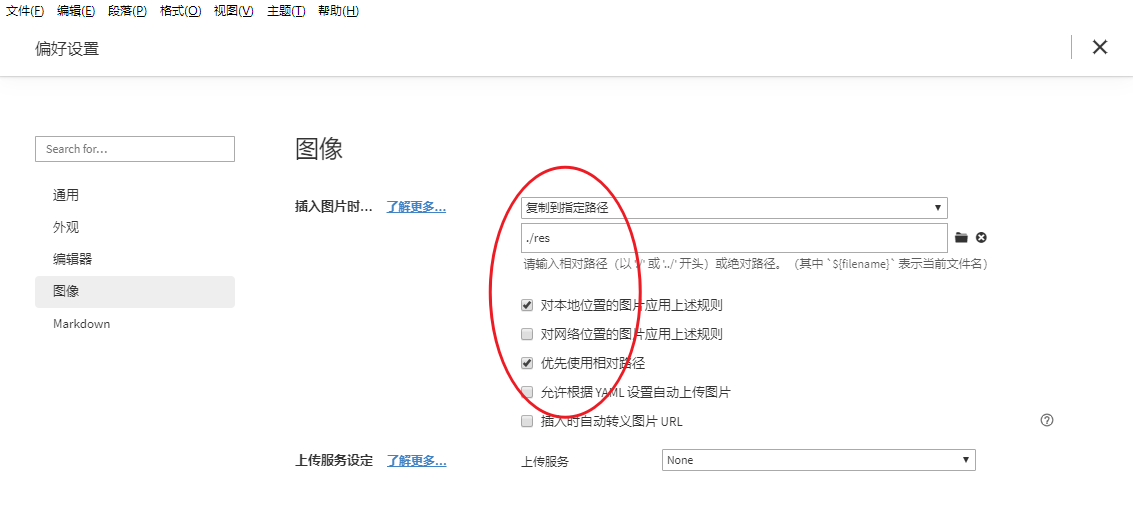 文件(F) 编辑(E) 段落(P) 格式(O) 视图(V) 主题(T) 帮助(H)
偏好设置
Search for...
通用
外观
编辑器
图像
Markdown
图像
插入图片时... 了解更多... 复制到指定路径
./res
请输入相对路径（以 './' 或 '../' 开头）或绝对路径。（其中 `${filename}` 表示当前文件名）
对本地位置的图片应用上述规则
对网络位置的图片应用上述规则
优先使用相对路径
允许根据 YAML 设置自动上传图片
插入时自动转义图片 URL
上传服务设定 了解更多... 上传服务 None